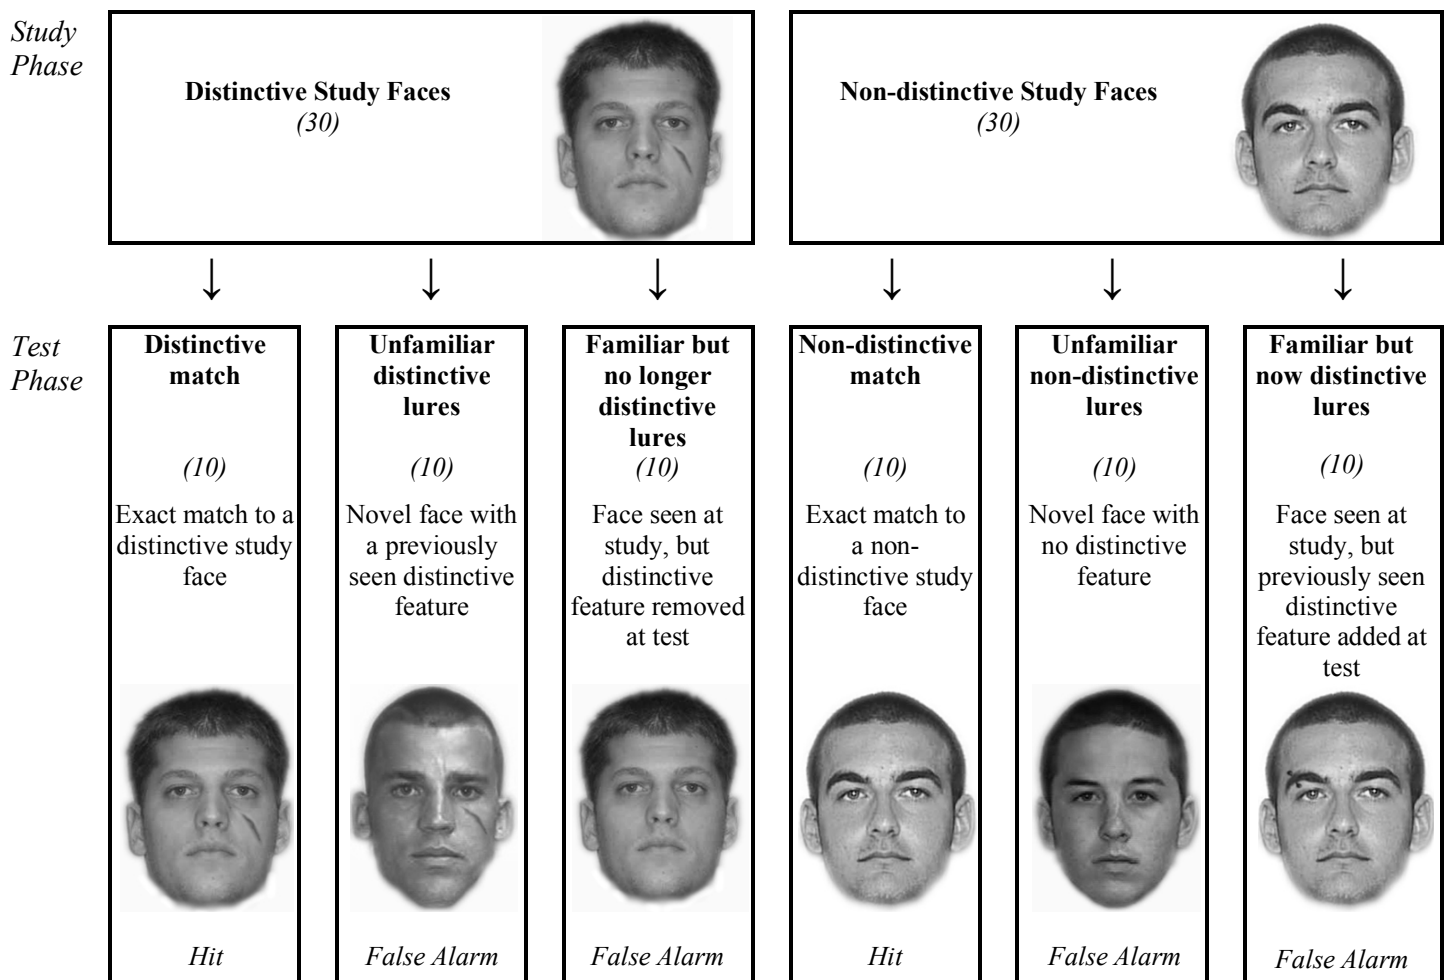 Study
Phase
Distinctive Study Faces
(30)
Non-distinctive Study Faces
(30)
Test
Phase
Distinctive
match
(10)
Exact match to a
distinctive study
face
Hit
Unfamiliar
distinctive
lures
(10)
Novel face with
a previously
seen distinctive
feature
False Alarm
Familiar but
no longer
distinctive
lures
(10)
Face seen at
study, but
distinctive
feature removed
at test
False Alarm
Non-distinctive
match
(10)
Exact match to
a non-
distinctive study
face
Hit
Unfamiliar
non-distinctive
lures
(10)
Novel face with
no distinctive
feature
False Alarm
Familiar but
now distinctive
lures
(10)
Face seen at
study, but
previously seen
distinctive
feature added at
test
False Alarm